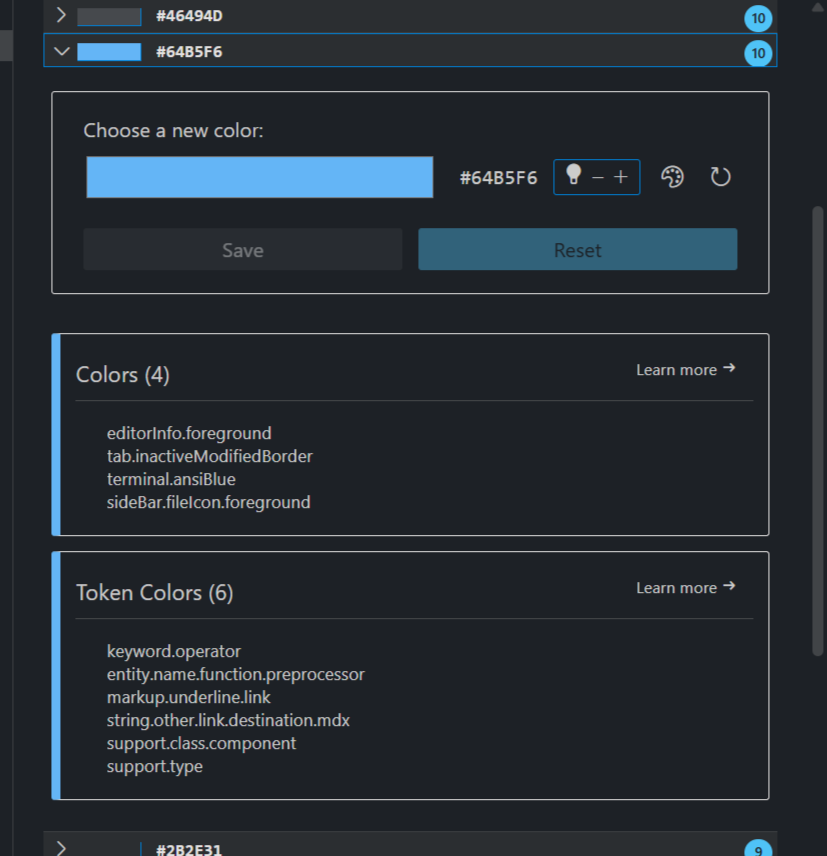 #46494D 10
#64B5F6 10
Choose a new color:
#64B5F6
Save Reset
Colors (4) Learn more →
editorInfo.foreground
tab.inactiveModifiedBorder
terminal.ansiBlue
sideBar.fileIcon.foreground
Token Colors (6) Learn more →
keyword.operator
entity.name.function.preprocessor
markup.underline.link
string.other.link.destination.mdx
support.class.component
support.type
#2B2E31 9